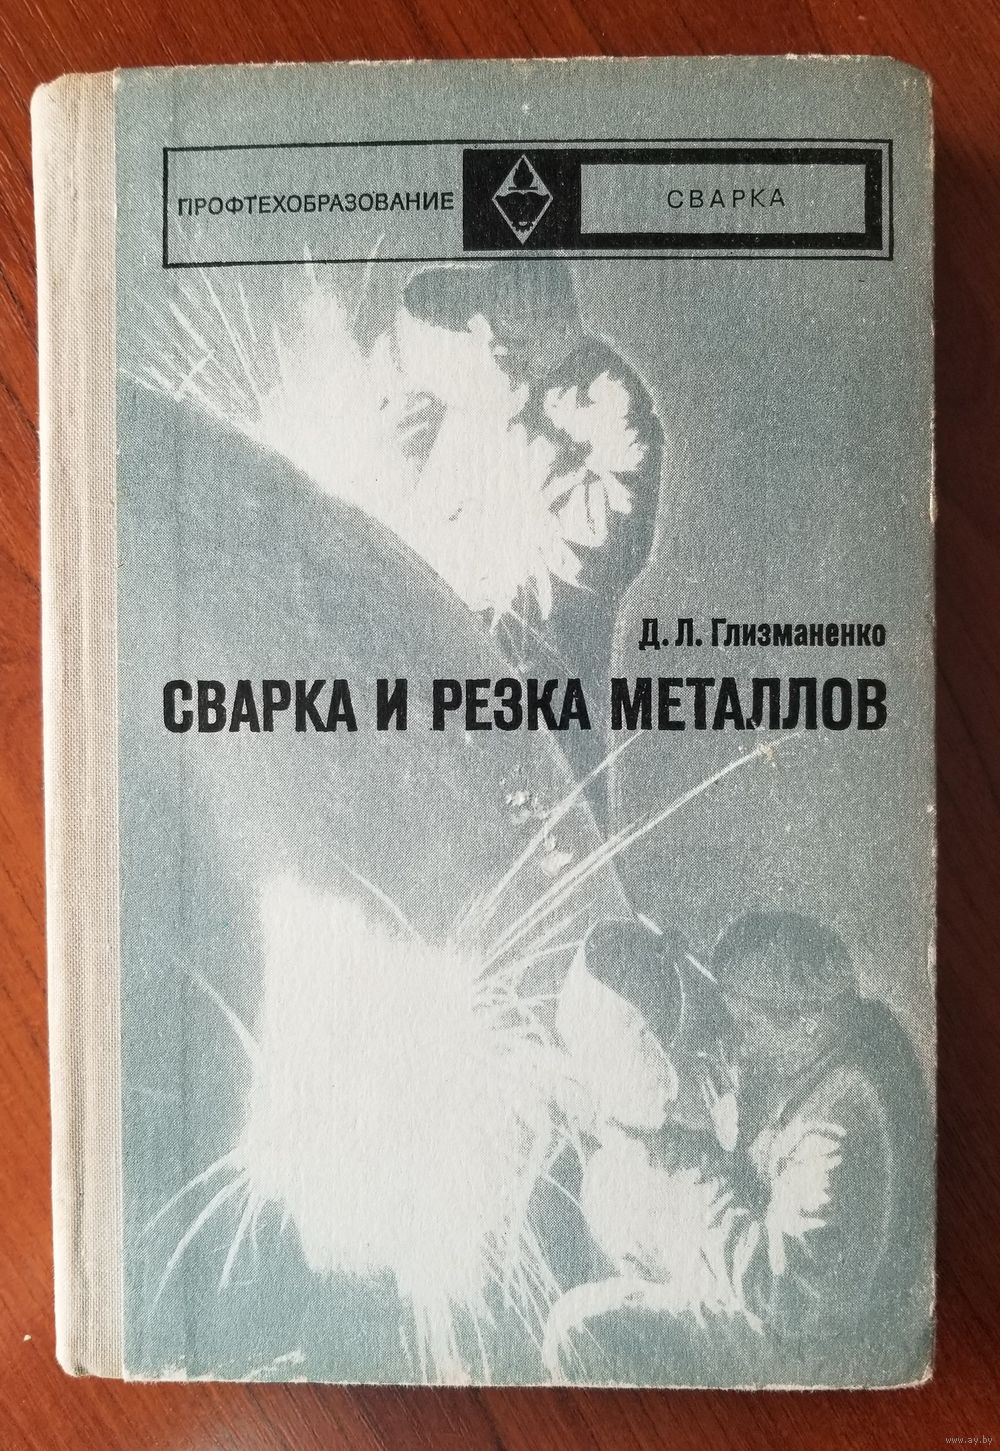 ПРОФТЕХОБРАЗОВАНИЕ
СВАРКА
Д. Л. Глизманенко
СВАРКА И РЕЗКА МЕТАЛЛОВ
www.ay.by